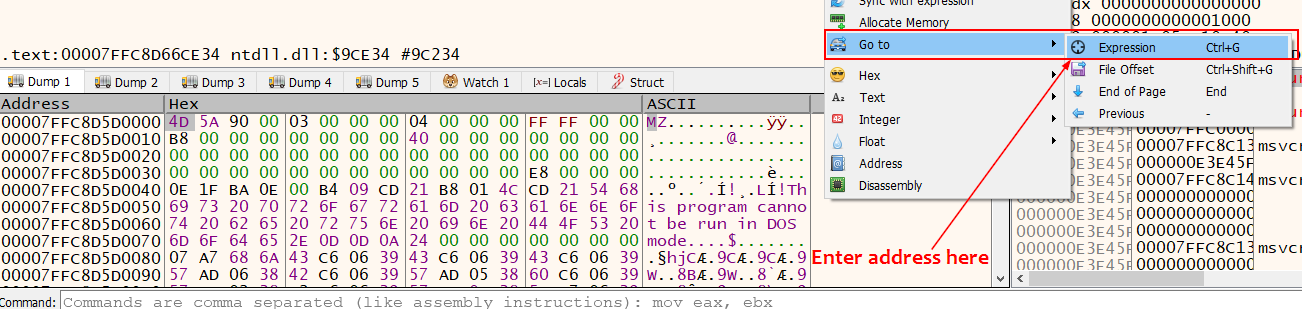 Sync with expression
Allocate Memory
Go to
Expression Ctrl+G
File Offset Ctrl+Shift+G
End of Page End
Previous -
Hex
Text
Integer
Float
Address
Disassembly
dx 0000000000000000
8 0000000000001000
.text:00007FFC8D66CE34 ntdll.dll:$9CE34 #9C234
Dump 1 Dump 2 Dump 3 Dump 4 Dump 5 Watch 1 [x=] Locals Struct
Address Hex ASCII
00007FFC8D5D0000 4D 5A 90 00 03 00 00 00 04 00 00 00 FF FF 00 00 MZ..........ÿÿ..
00007FFC8D5D0010 B8 00 00 00 00 00 00 00 40 00 00 00 00 00 00 00 ¸.......@.......
00007FFC8D5D0020 00 00 00 00 00 00 00 00 00 00 00 00 00 00 00 00 ................
00007FFC8D5D0030 00 00 00 00 00 00 00 00 00 00 00 00 E8 00 00 00 ............è...
00007FFC8D5D0040 0E 1F BA 0E 00 B4 09 CD 21 B8 01 4C CD 21 54 68 ..º..´.Í!¸.LÍ!Th
00007FFC8D5D0050 69 73 20 70 72 6F 67 72 61 6D 20 63 61 6E 6E 6F is program canno
00007FFC8D5D0060 74 20 62 65 20 72 75 6E 20 69 6E 20 44 4F 53 20 t be run in DOS
00007FFC8D5D0070 6D 6F 64 65 2E 0D 0D 0A 24 00 00 00 00 00 00 00 mode....$.......
00007FFC8D5D0080 07 A7 68 6A 43 C6 06 39 43 C6 06 39 43 C6 06 39 .§hjCÆ.9CÆ.9CÆ.9
00007FFC8D5D0090 57 AD 05 38 42 C6 06 39 57 AD 06 38 60 C6 06 39 W..8BÆ.9W..8`Æ.9
Enter address here
000000E3E45F 00007FFC0000
000000E3E45F 00007FFC8C13 msvcr
000000E3E45F 000000E3E45F
000000E3E45F 00007FFC8C14 msvcr
000000E3E45F 000000000000
000000E3E45F 000000000000
000000E3E45F 000000000000
000000E3E45F 00007FFC8C13 msvcr
000000E3E45F 000000000000
Command: Commands are comma separated (like assembly instructions): mov eax, ebx